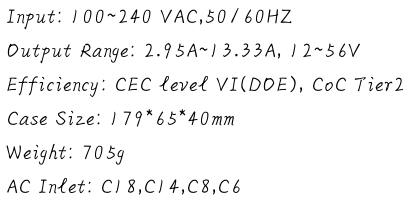 Input: 100~240 VAC,50/60HZ
Output Range: 2.95A~13.33A, 12~56V
Efficiency: CEC level VI(DOE), CoC Tier2
Case Size: 179*65*40mm
Weight: 705g
AC Inlet: C18,C14,C8,C6